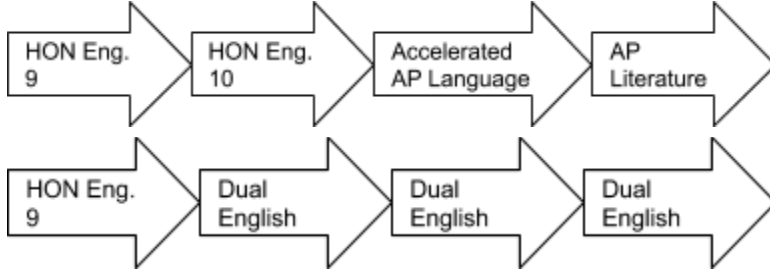 HON Eng.
9
HON Eng.
10
Accelerated
AP Language
AP
Literature
HON Eng.
9
Dual
English
Dual
English
Dual
English